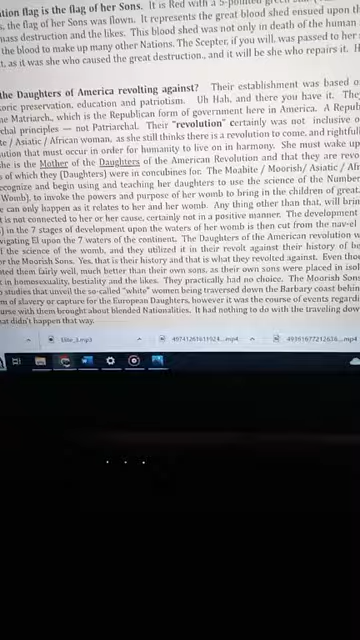 tion flag is the flag of her Sons. It is Red with a 5-pointed green
, the flag of her Sons was flown. It represents the great blood shed ensued upon th
mass destruction and the likes. This blood shed was not only in death of the human
the blood to make up many other Nations. The Scepter, if you will, was passed to her
t, as it was she who caused the great destruction., and it will be she who repairs it. H
the Daughters of America revolting against? Their establishment was based o
toric preservation, education and patriotism. Uh Hah, and there you have it. The
e Matriarch, which is the Republican form of government here in America. A Repu
chal principles — not Patriarchal. Their "revolution" certainly was not inclusive o
te / Asiatic / African woman, as she still thinks there is a revolution to come, and rightful
ution that must occur in order for humanity to live on in harmony. She must wake up
he is the Mother of the Daughters of the American Revolution and that they are revo
s of which they (Daughters) were in concubines for. The Moabite / Moorish/ Asiatic / Afr
ecognize and begin using and teaching her daughters to use the science of the Number
Womb), to invoke the powers and purpose of her womb to bring in the children of great
e can only happen as it relates to her and her womb. Any thing other than that, will brin
t is not connected to her or her cause, certainly not in a positive manner. The development
) in the 7 stages of development upon the waters of her womb is then cut from the nav-el
vigating El upon the 7 waters of the continent. The Daughters of the American revolution w
f the science of the womb, and they utilized it in their revolt against their history of be
r the Moorish Sons. Yes, that is their history and that is what they revolted against. Even tho
ted them fairly well, much better than their own sons, as their own sons were placed in isol
t in homosexuality, bestiality and the likes. They practically had no choice. The Moorish Sons
studies that unveil the so-called "white" women being traversed down the Barbary coast behin
m of slavery or capture for the European Daughters, however it was the course of events regardi
urse with them brought about blended Nationalities. It had nothing to do with the traveling dow
at didn't happen that way.